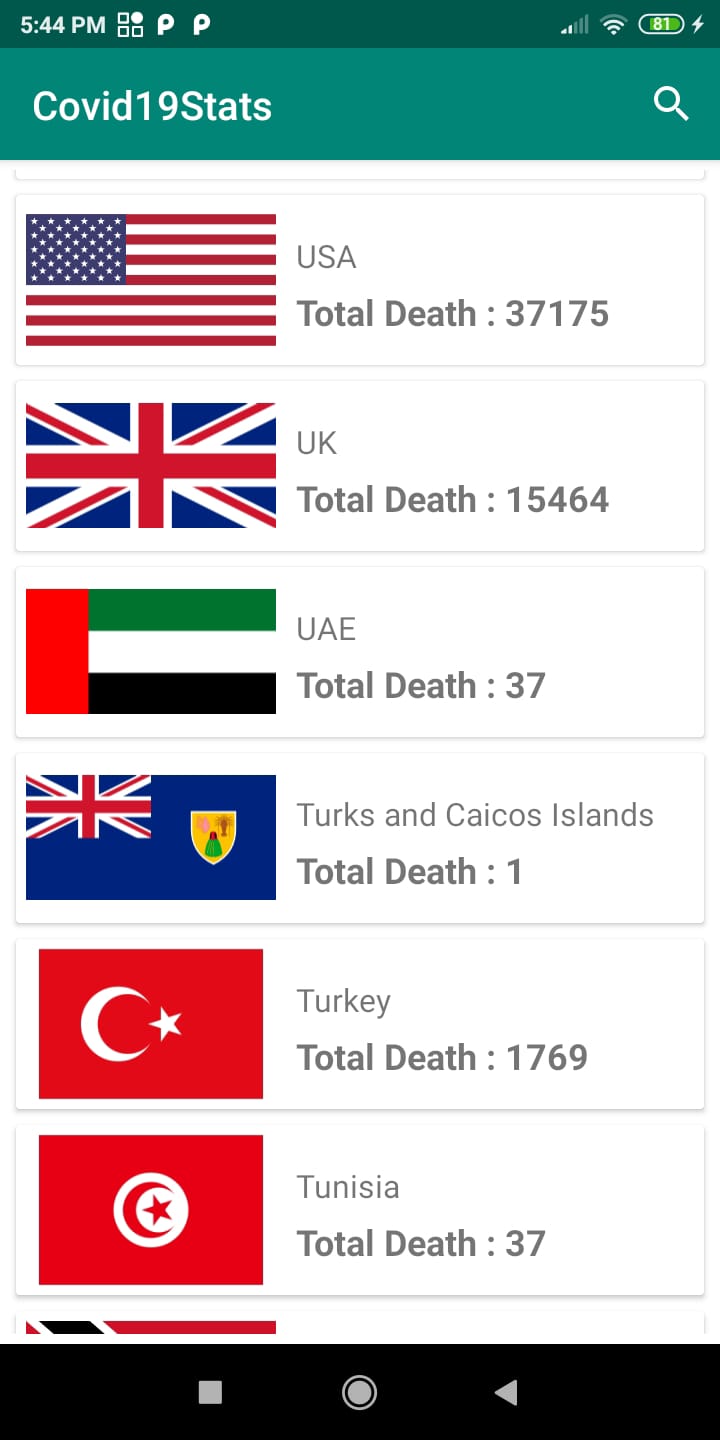 5:44 PM
81
Covid19Stats
USA
Total Death : 37175
UK
Total Death : 15464
UAE
Total Death : 37
Turks and Caicos Islands
Total Death : 1
Turkey
Total Death : 1769
Tunisia
Total Death : 37